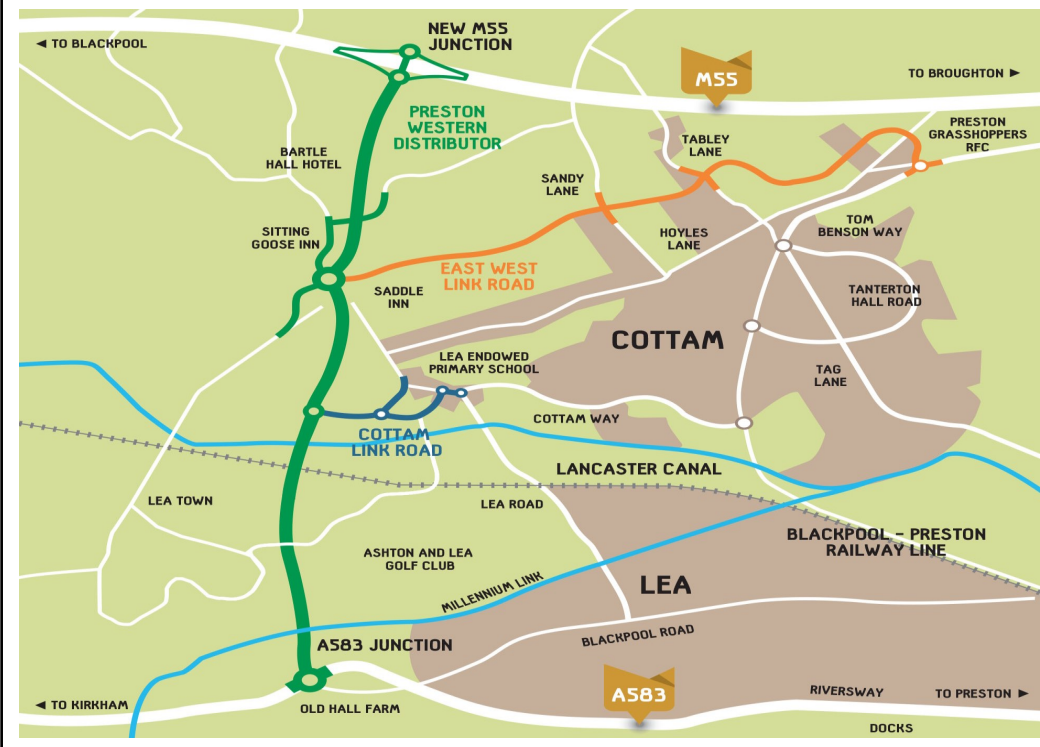 NEW M55
JUNCTION
◄ TO BLACKPOOL
M55
TO BROUGHTON ►
PRESTON
WESTERN
DISTRIBUTOR
PRESTON
GRASSHOPPERS
RFC
TABLEY
LANE
BARTLE
HALL HOTEL
SANDY
LANE
SITTING
GOOSE INN
HOYLES
LANE
TOM
BENSON WAY
EAST WEST
LINK ROAD
SADDLE
INN
TANTERTON
HALL ROAD
COTTAM
LEA ENDOWED
PRIMARY SCHOOL
TAG
LANE
COTTAM WAY
COTTAM
LINK ROAD
LANCASTER CANAL
LEA TOWN
LEA ROAD
BLACKPOOL - PRESTON
RAILWAY LINE
ASHTON AND LEA
GOLF CLUB
MILLENNIUM LINK
LEA
BLACKPOOL ROAD
A583 JUNCTION
A583
RIVERSWAY
TO PRESTON ►
◄ TO KIRKHAM
OLD HALL FARM
DOCKS